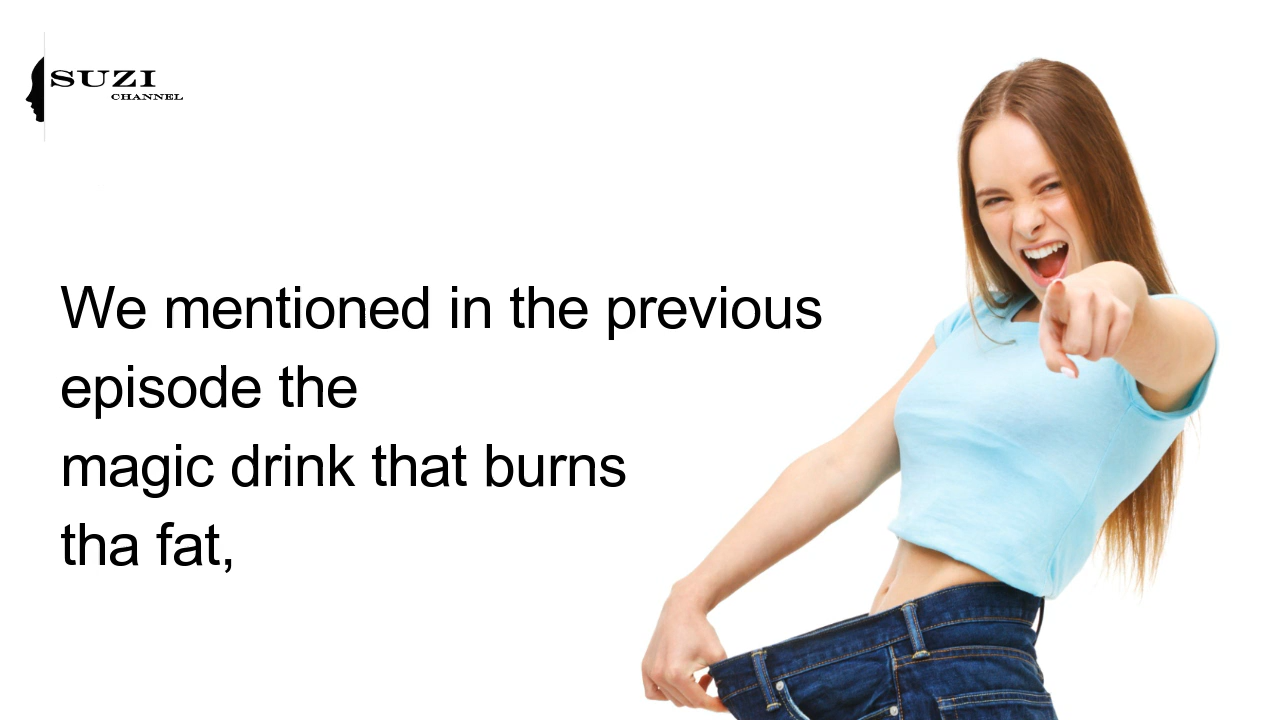 SUZI
CHANNEL
We mentioned in the previous
episode the
magic drink that burns
tha fat,